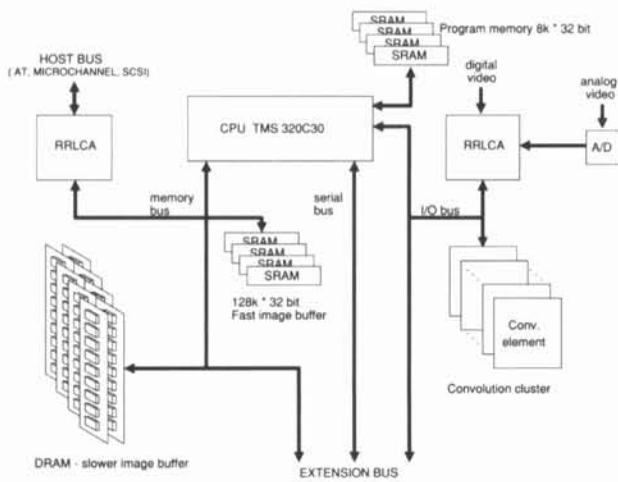 SRAM
SRAM
SRAM
SRAM
Program memory 8k * 32 bit
HOST BUS
( AT, MICROCHANNEL, SCSI)
digital
video
analog
video
CPU TMS 320C30
RRLCA
RRLCA
A/D
memory
bus
serial
bus
I/O bus
SRAM
SRAM
SRAM
SRAM
128k * 32 bit
Fast image buffer
Conv.
element
Convolution cluster
DRAM - slower image buffer
EXTENSION BUS